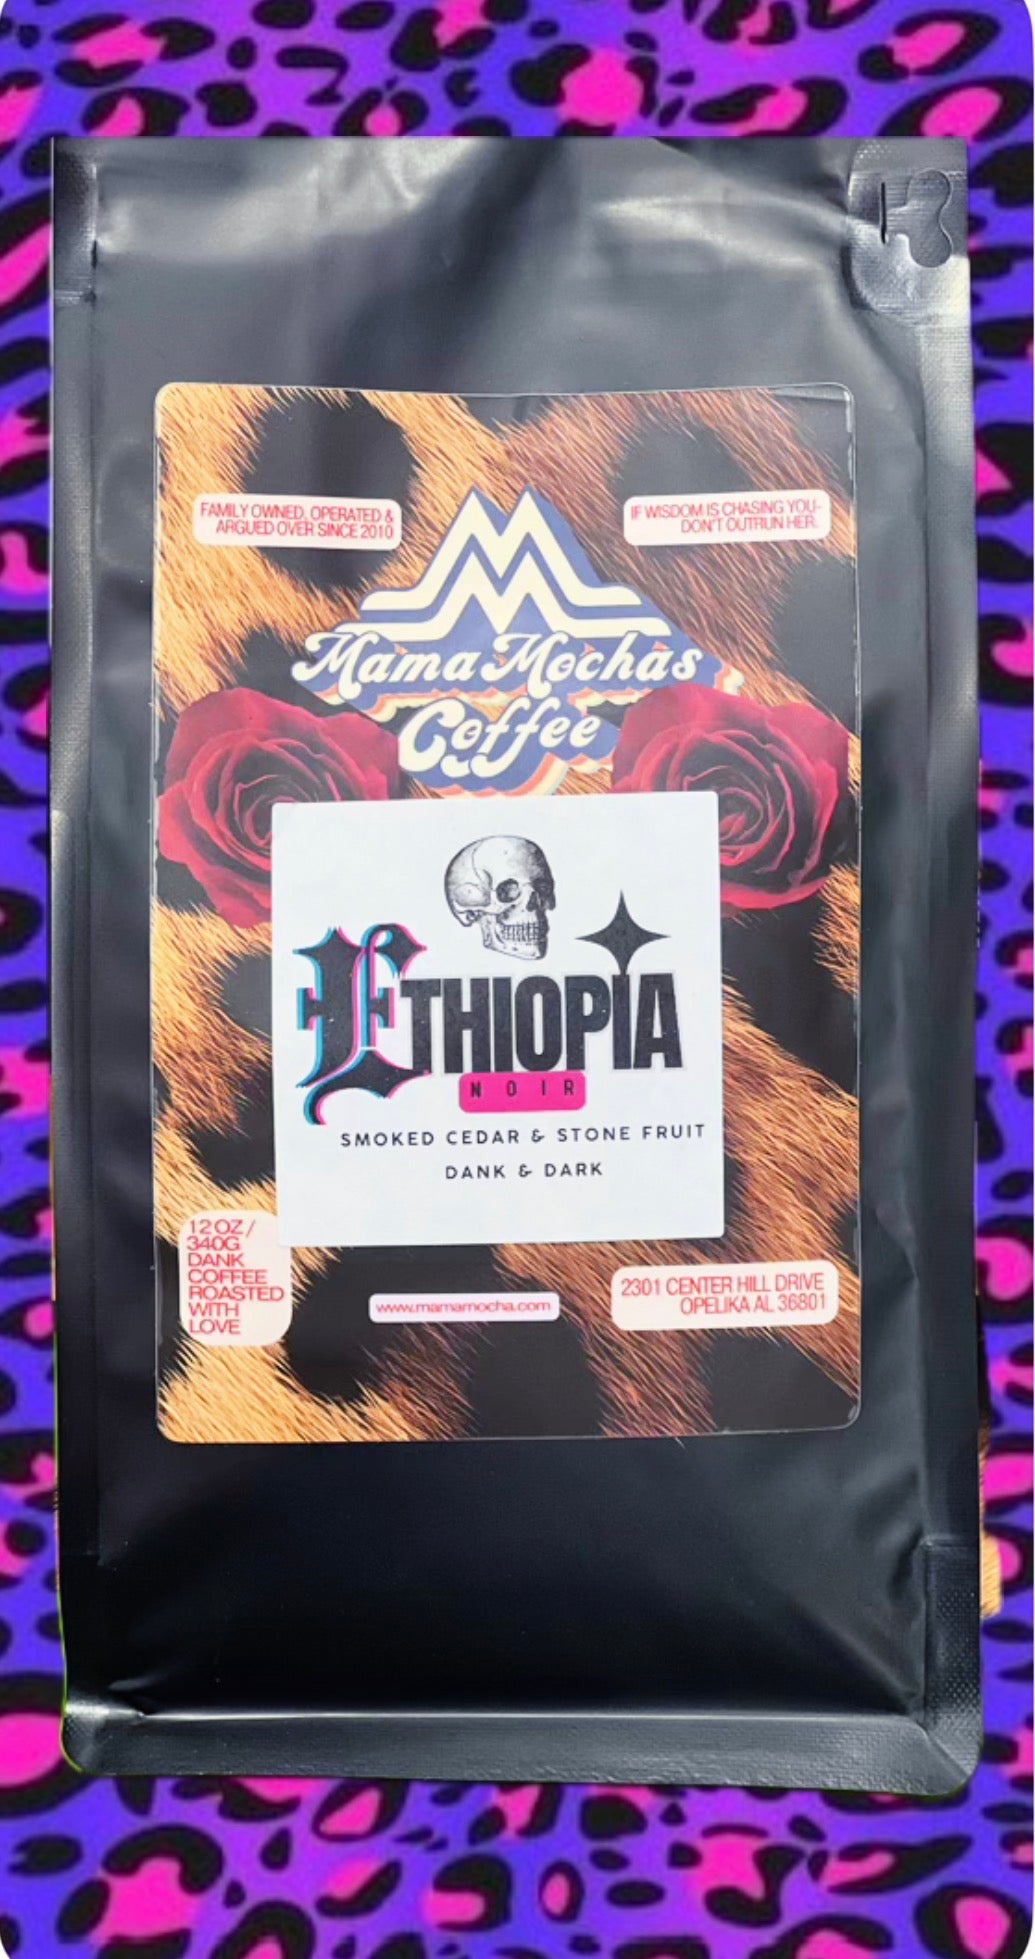 FAMILY OWNED, OPERATED &
ARGUED OVER SINCE 2010
IF WISDOM IS CHASING YOU-
DON'T OUTRUN HER.
Mama Mochas
Coffee
ETHIOPIA
NOIR
SMOKED CEDAR & STONE FRUIT
DANK & DARK
12 OZ /
340G
DANK
COFFEE
ROASTED
WITH
LOVE
www.mamamocha.com
2301 CENTER HILL DRIVE
OPELIKA AL 36801